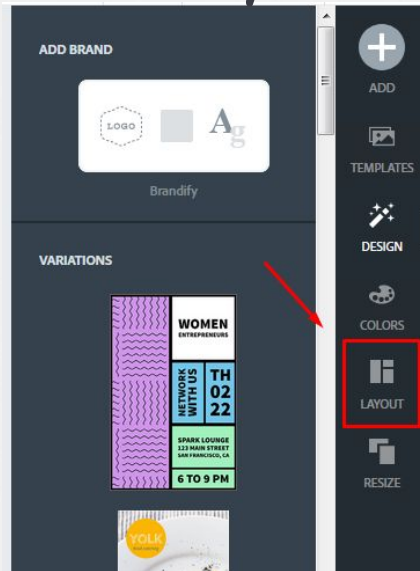 ADD BRAND
LOGO
Ag
Brandify
VARIATIONS
WOMEN
ENTREPRENEURS
NETWORK
WITH US
TH
02
22
SPARK LOUNGE
123 MAIN STREET
SAN FRANCISCO, CA
6 TO 9 PM
YOLK
ADD
TEMPLATES
DESIGN
COLORS
LAYOUT
RESIZE